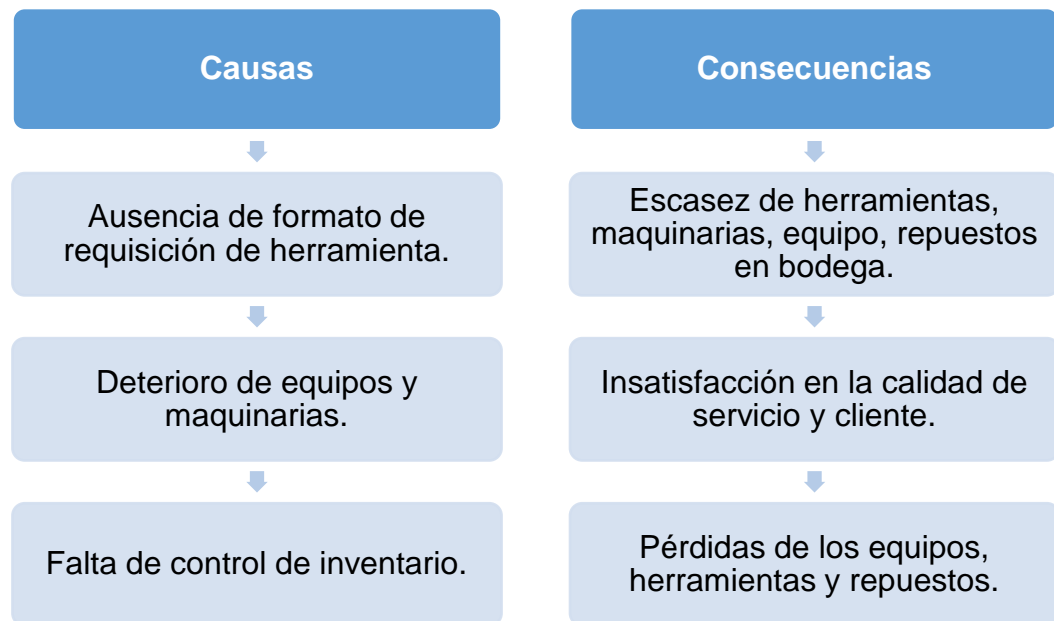 Causas
Ausencia de formato de
requisición de herramienta.
Deterioro de equipos y
maquinarias.
Falta de control de inventario.
Consecuencias
Escasez de herramientas,
maquinarias, equipo, repuestos
en bodega.
Insatisfacción en la calidad de
servicio y cliente.
Pérdidas de los equipos,
herramientas y repuestos.